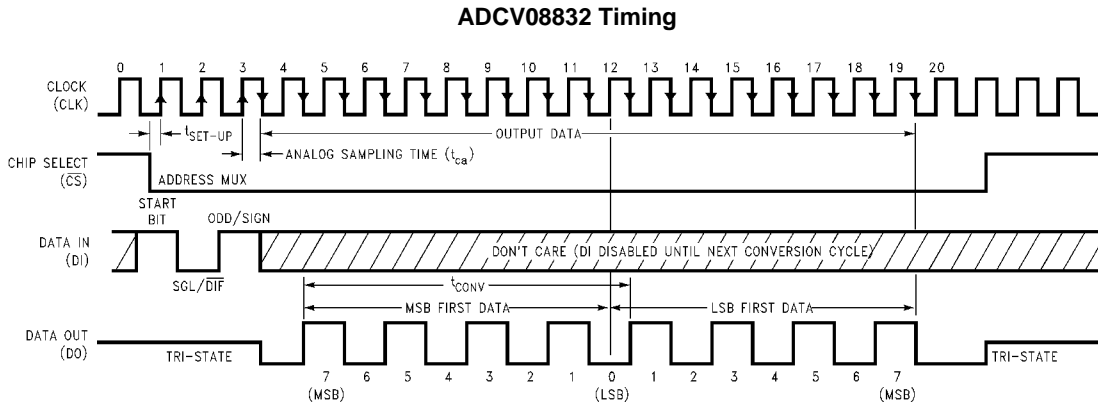 ADCV08832 Timing
0 1 2 3 4 5 6 7 8 9 10 11 12 13 14 15 16 17 18 19 20
CLOCK
(CLK)
tSET-UP
OUTPUT DATA
ANALOG SAMPLING TIME (tca)
CHIP SELECT
(CS)
ADDRESS MUX
START
BIT
ODD/SIGN
DATA IN
(DI)
DON'T CARE (DI DISABLED UNTIL NEXT CONVERSION CYCLE)
SGL/DIF
tCONV
MSB FIRST DATA
LSB FIRST DATA
DATA OUT
(DO)
TRI-STATE
TRI-STATE
7 6 5 4 3 2 1 0 1 2 3 4 5 6 7
(MSB) (LSB) (MSB)